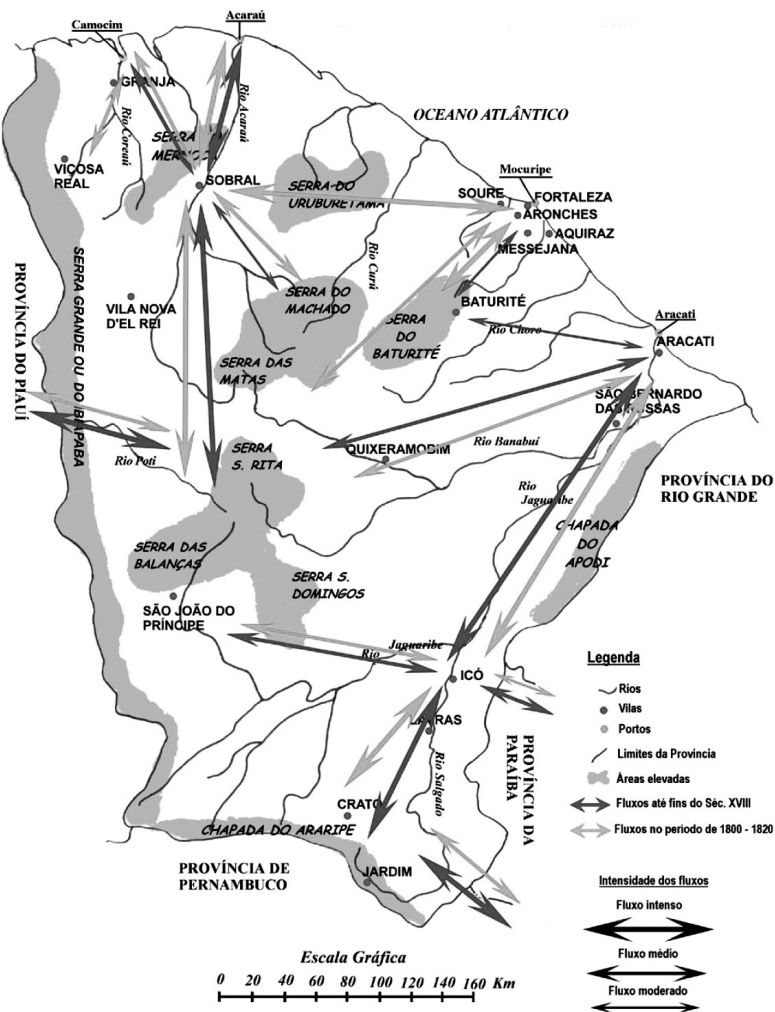 Camocim
Acaraú
GRANJA
Rio Coreaú
Rio Acaraú
OCEANO ATLÂNTICO
SERRA
MERUOCA
VIÇOSA
REAL
SOBRAL
SERRA DO
URUBURETAMA
Mocuripe
SOURE
FORTALEZA
ARONCHES
AQUIRAZ
MESSEJANA
Rio Curú
PROVÍNCIA DO PIAUÍ
SERRA GRANDE OU DO IBIAPABA
VILA NOVA
D'EL REI
SERRA DO
MACHADO
BATURITÉ
SERRA
DO
BATURITÉ
Rio Choro
Aracati
ARACATI
SERRA DAS
MATAS
SÃO BERNARDO
DAS RUSSAS
Rio Poti
SERRA
S. RITA
QUIXERAMOBIM
Rio Banabuí
Rio
Jaguaribe
PROVÍNCIA DO
RIO GRANDE
CHAPADA
DO
APODI
SERRA DAS
BALANÇAS
SERRA S.
DOMINGOS
SÃO JOÃO DO
PRÍNCIPE
Rio
Jaguaribe
ICÓ
LAVRAS
Rio Salgado
PROVÍNCIA DA
PARAÍBA
CRATO
CHAPADA DO ARARIPE
PROVÍNCIA DE
PERNAMBUCO
JARDIM
Legenda
Rios
Vilas
Portos
Limites da Provincia
Áreas elevadas
Fluxos até fins do Séc. XVIII
Fluxos no período de 1800 - 1820
Intensidade dos fluxos
Fluxo intenso
Fluxo médio
Fluxo moderado
Escala Gráfica
0 20 40 60 80 100 120 140 160 Km